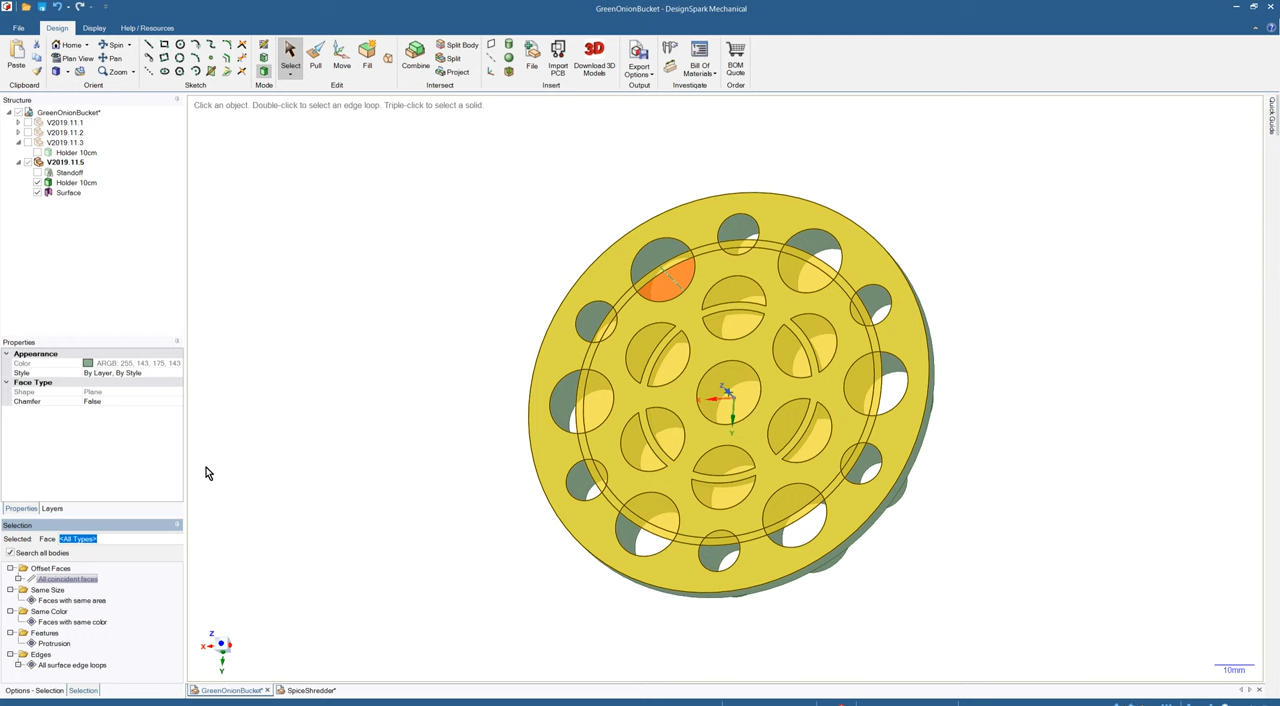 GreenOnionBucket - DesignSpark Mechanical
File Design Display Help / Resources
Home Spin
Plan View Pan
Zoom
Paste
Select Pull Move Fill
Combine
Split Body
Split
Project
File Import PCB Download 3D Models
Export Options
Bill Of Materials
BOM Quote
Clipboard Orient Sketch Mode Edit Intersect Insert Output Investigate Order
Structure
GreenOnionBucket*
V2019.11.1
V2019.11.2
V2019.11.3
Holder 10cm
V2019.11.5
Standoff
Holder 10cm
Surface
Click an object. Double-click to select an edge loop. Triple-click to select a solid.
Quick Guide
Properties
Appearance
Color ARGB: 255, 143, 175, 143
Style By Layer, By Style
Face Type
Shape Plane
Chamfer False
Properties Layers
Selection
Selected: Face <All Types>
Search all bodies
Offset Faces
All coincident faces
Same Size
Faces with same area
Same Color
Faces with same color
Features
Protrusion
Edges
All surface edge loops
Options - Selection Selection
Z
X
Y
Z
X
Y
10mm
GreenOnionBucket* SpiceShredder*